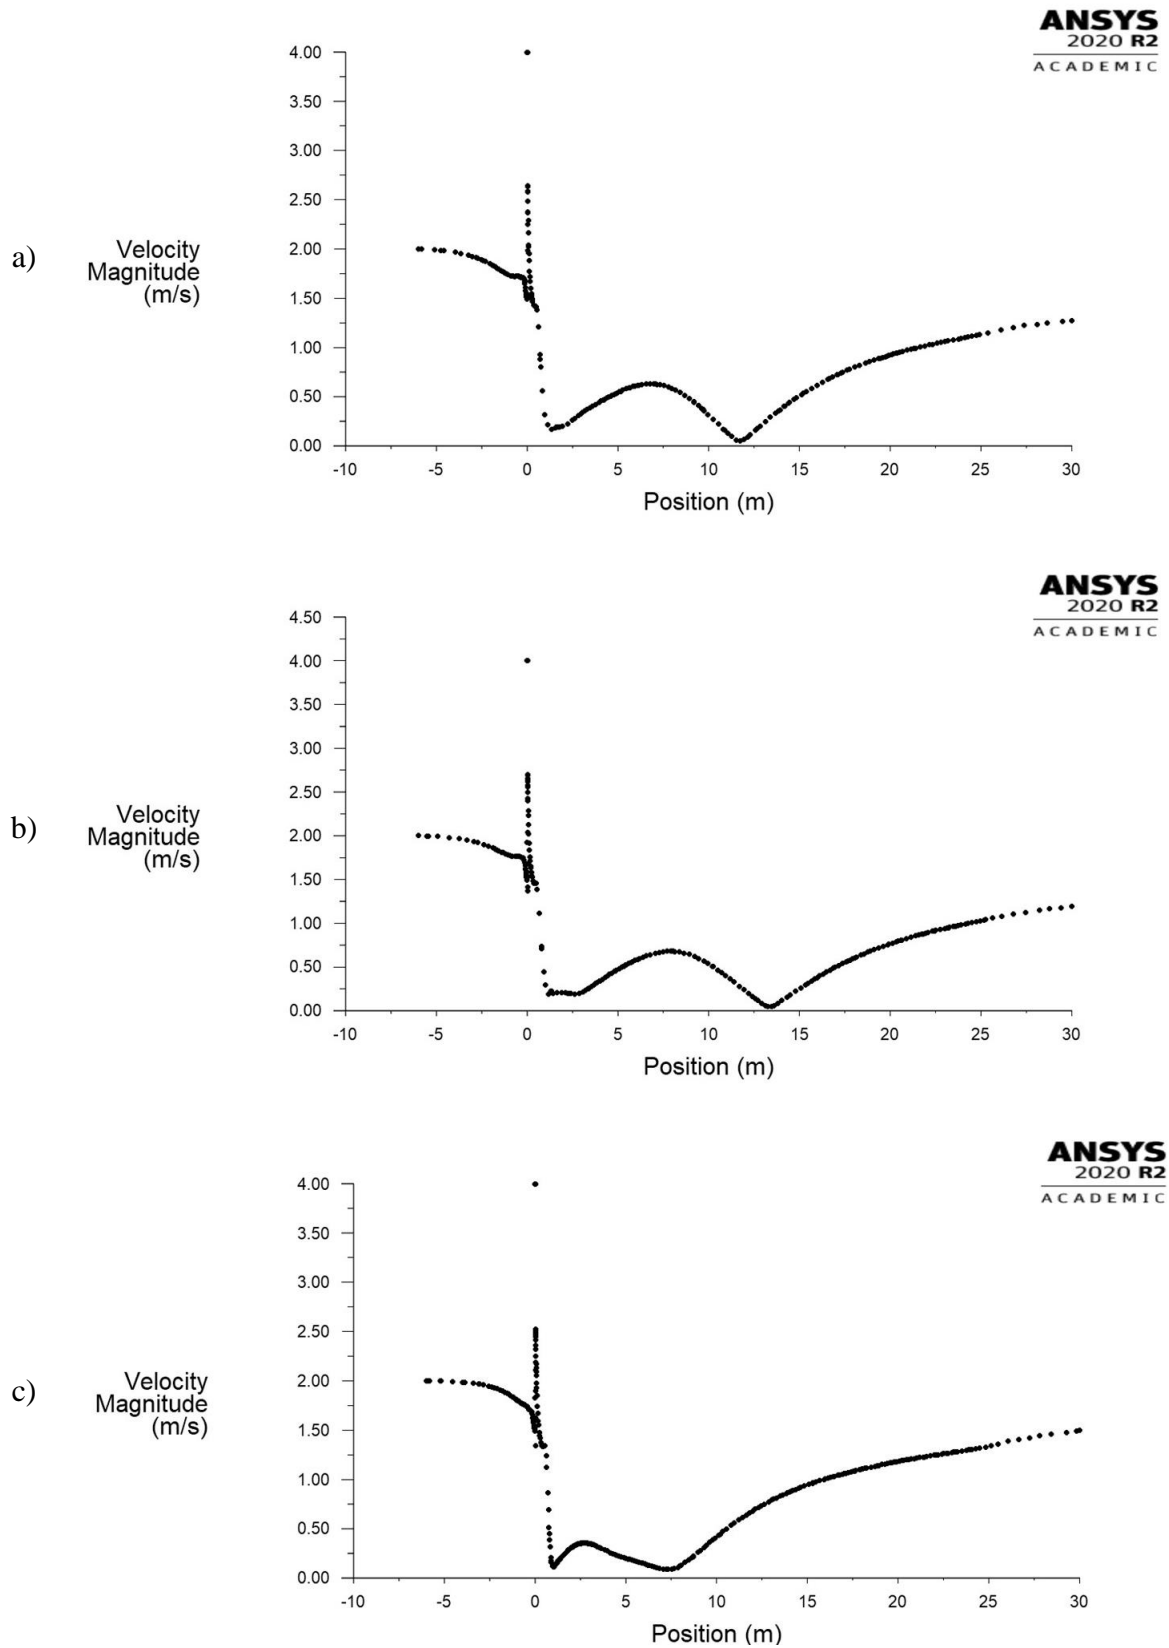 ANSYS
2020 R2
ACADEMIC
4.00
3.50
3.00
2.50
2.00
1.50
1.00
0.50
0.00
a)
Velocity
Magnitude
(m/s)
-10 -5 0 5 10 15 20 25 30
Position (m)
ANSYS
2020 R2
ACADEMIC
4.50
4.00
3.50
3.00
2.50
2.00
1.50
1.00
0.50
0.00
b)
Velocity
Magnitude
(m/s)
-10 -5 0 5 10 15 20 25 30
Position (m)
ANSYS
2020 R2
ACADEMIC
4.00
3.50
3.00
2.50
2.00
1.50
1.00
0.50
0.00
c)
Velocity
Magnitude
(m/s)
-10 -5 0 5 10 15 20 25 30
Position (m)